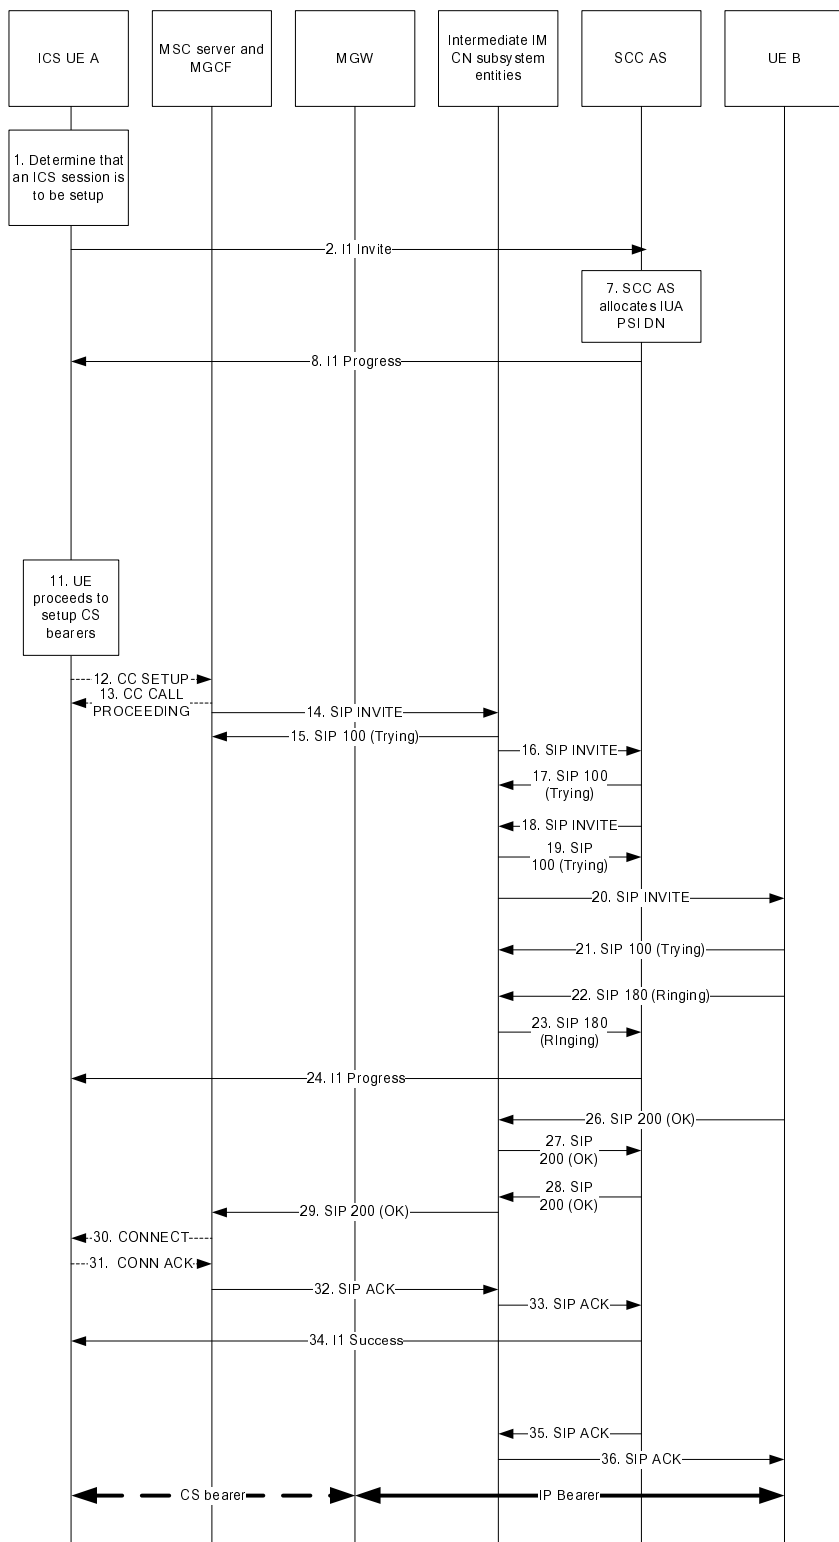 ICS UE A
MSC server and
MGCF
MGW
Intermediate IM
CN subsystem
entities
SCC AS
UE B
1. Determine that
an ICS session is
to be setup
2. I1 Invite
7. SCC AS
allocates IUA
PSI DN
8. I1 Progress
11. UE
proceeds to
setup CS
bearers
12. CC SETUP
13. CC CALL
PROCEEDING
14. SIP INVITE
15. SIP 100 (Trying)
16. SIP INVITE
17. SIP 100
(Trying)
18. SIP INVITE
19. SIP
100 (Trying)
20. SIP INVITE
21. SIP 100 (Trying)
22. SIP 180 (Ringing)
23. SIP 180
(RInging)
24. I1 Progress
26. SIP 200 (OK)
27. SIP
200 (OK)
28. SIP
200 (OK)
29. SIP 200 (OK)
30. CONNECT
31. CONN ACK
32. SIP ACK
33. SIP ACK
34. I1 Success
35. SIP ACK
36. SIP ACK
CS bearer
IP Bearer